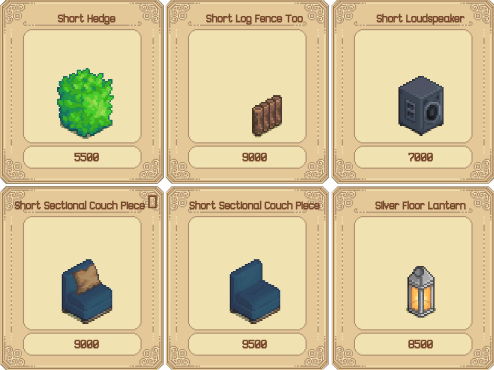 Short Hedge
5500
Short Log Fence Too
9000
Short Loudspeaker
7000
Short Sectional Couch Piece
9000
Short Sectional Couch Piece
9500
Silver Floor Lantern
8500